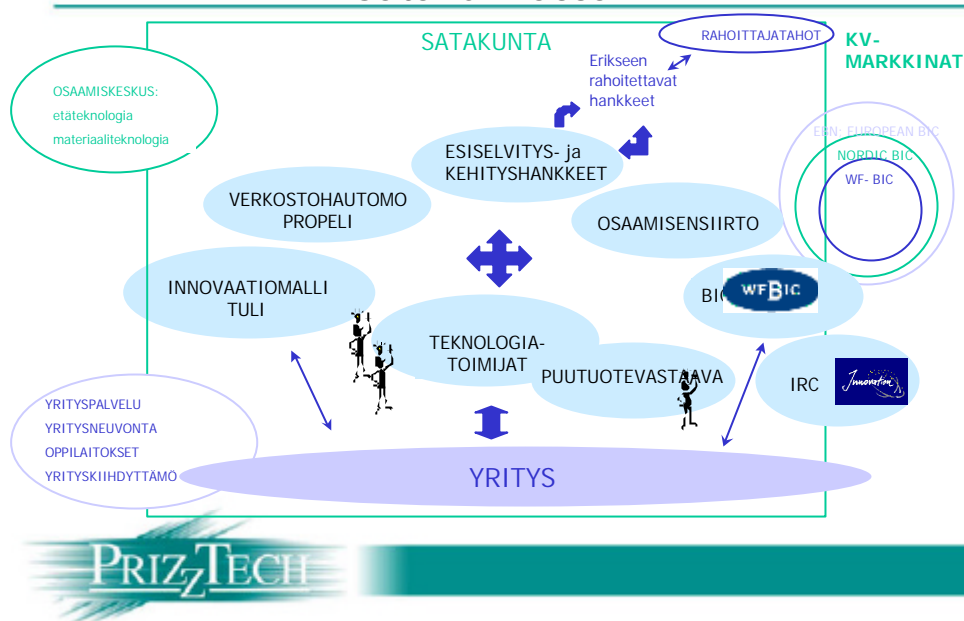 SATAKUNTA
RAHOITTAJATAHOT
KV-
MARKKINAT
Erikseen
rahoitettavat
hankkeet
OSAAMISKESKUS:
etäteknologia
materiaaliteknologia
EBN- EUROPEAN BIC
NORDIC BIC
WF- BIC
ESISELVITYS- ja
KEHITYSHANKKEET
VERKOSTOHAUTOMO
PROPELI
OSAAMISENSIIRTO
INNOVAATIOMALLI
TULI
BIC
WFBIC
TEKNOLOGIA-
TOIMIJAT
PUUTUOTEVASTAAVA
IRC
Innovation
YRITYSPALVELU
YRITYSNEUVONTA
OPPILAITOKSET
YRITYSKIIHDYTTÄMÖ
YRITYS
PRIZZTECH